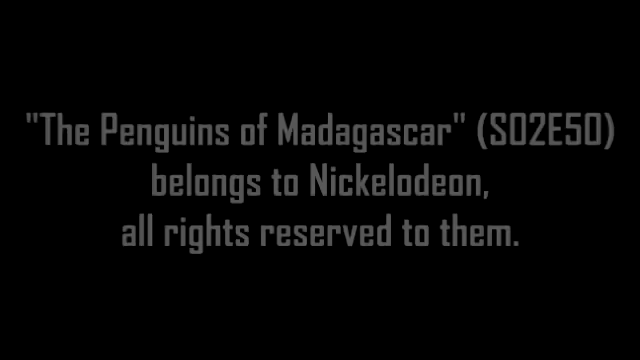 "The Penguins of Madagascar" (S02E50)
belongs to Nickelodeon,
all rights reserved to them.